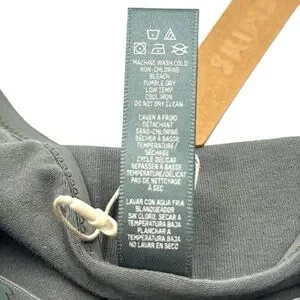 MACHINE WASH COLD
NON-CHLORINE
BLEACH
TUMBLE DRY
LOW TEMP
COOL IRON
DO NOT DRY CLEAN
LAVER À FROID
DÉTACHANT
SANS CHLORE
SÉCHER À BASSE
TEMPÉRATURE/
SÉCHAGE
CYCLE DÉLICAT
REPASSER À BASSE
TEMPÉRATURE/DÉLICAT
PAS DE NETTOYAGE
À SEC
LAVAR CON AGUA FRIA
BLANQUEADOR
SIN CLORO, SECAR A
TEMPERATURA BAJA
PLANCHAR A
TEMPERATURA BAJA
NO LAVAR EN SECO